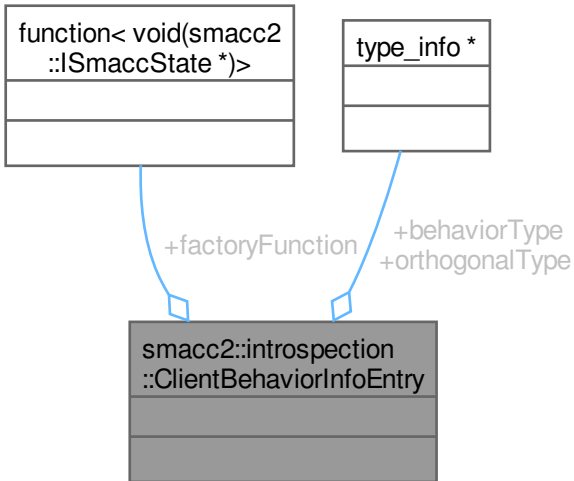 function< void(smacc2
::ISmaccState *)>
type_info *
+factoryFunction
+behaviorType
+orthogonalType
smacc2::introspection
::ClientBehaviorInfoEntry